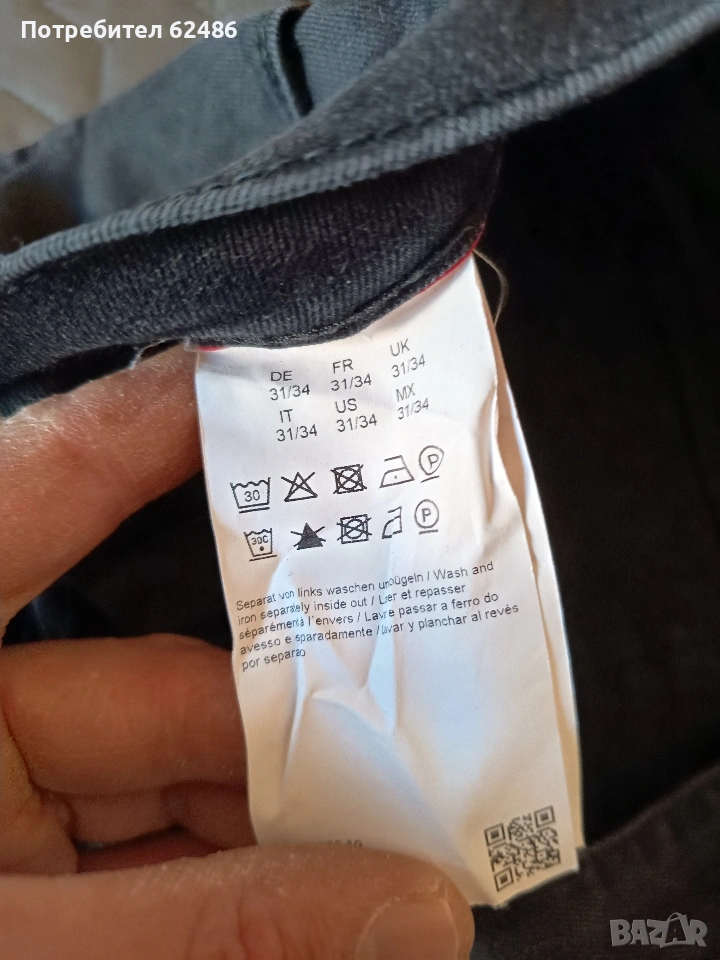 Потребител 62486
DE FR UK
31/34 31/34 31/34
IT US MX
31/34 31/34 31/34
30 P
30C P
Separat von links waschen un bügeln / Wash and
iron separately inside out / Laver et repasser
séparément à l'envers / Lavare passar a ferro do
avesso e separadamente / Lavar y planchar al revés
por separado
BAZAR